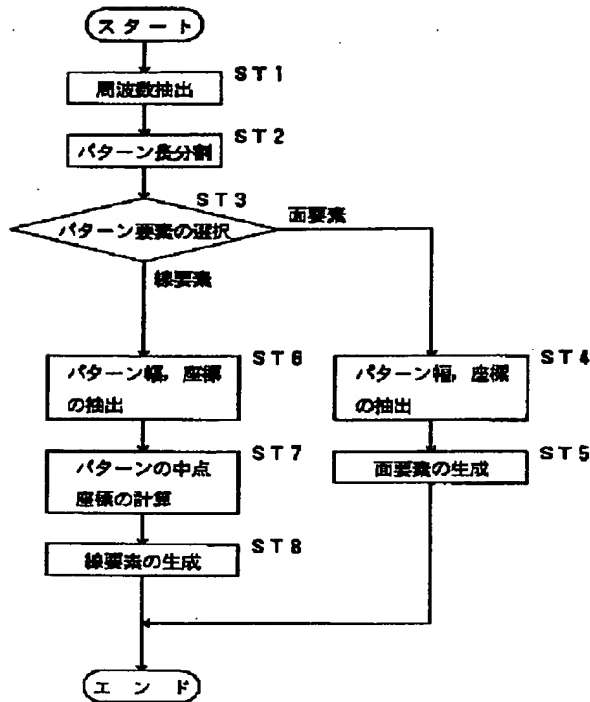 スタート
ST1
周波数抽出
ST2
パターン長分割
ST3
パターン要素の選択
面要素
線要素
ST6
パターン幅,座標
の抽出
ST4
パターン幅,座標
の抽出
ST7
パターンの中点
座標の計算
ST5
面要素の生成
ST8
線要素の生成
エンド